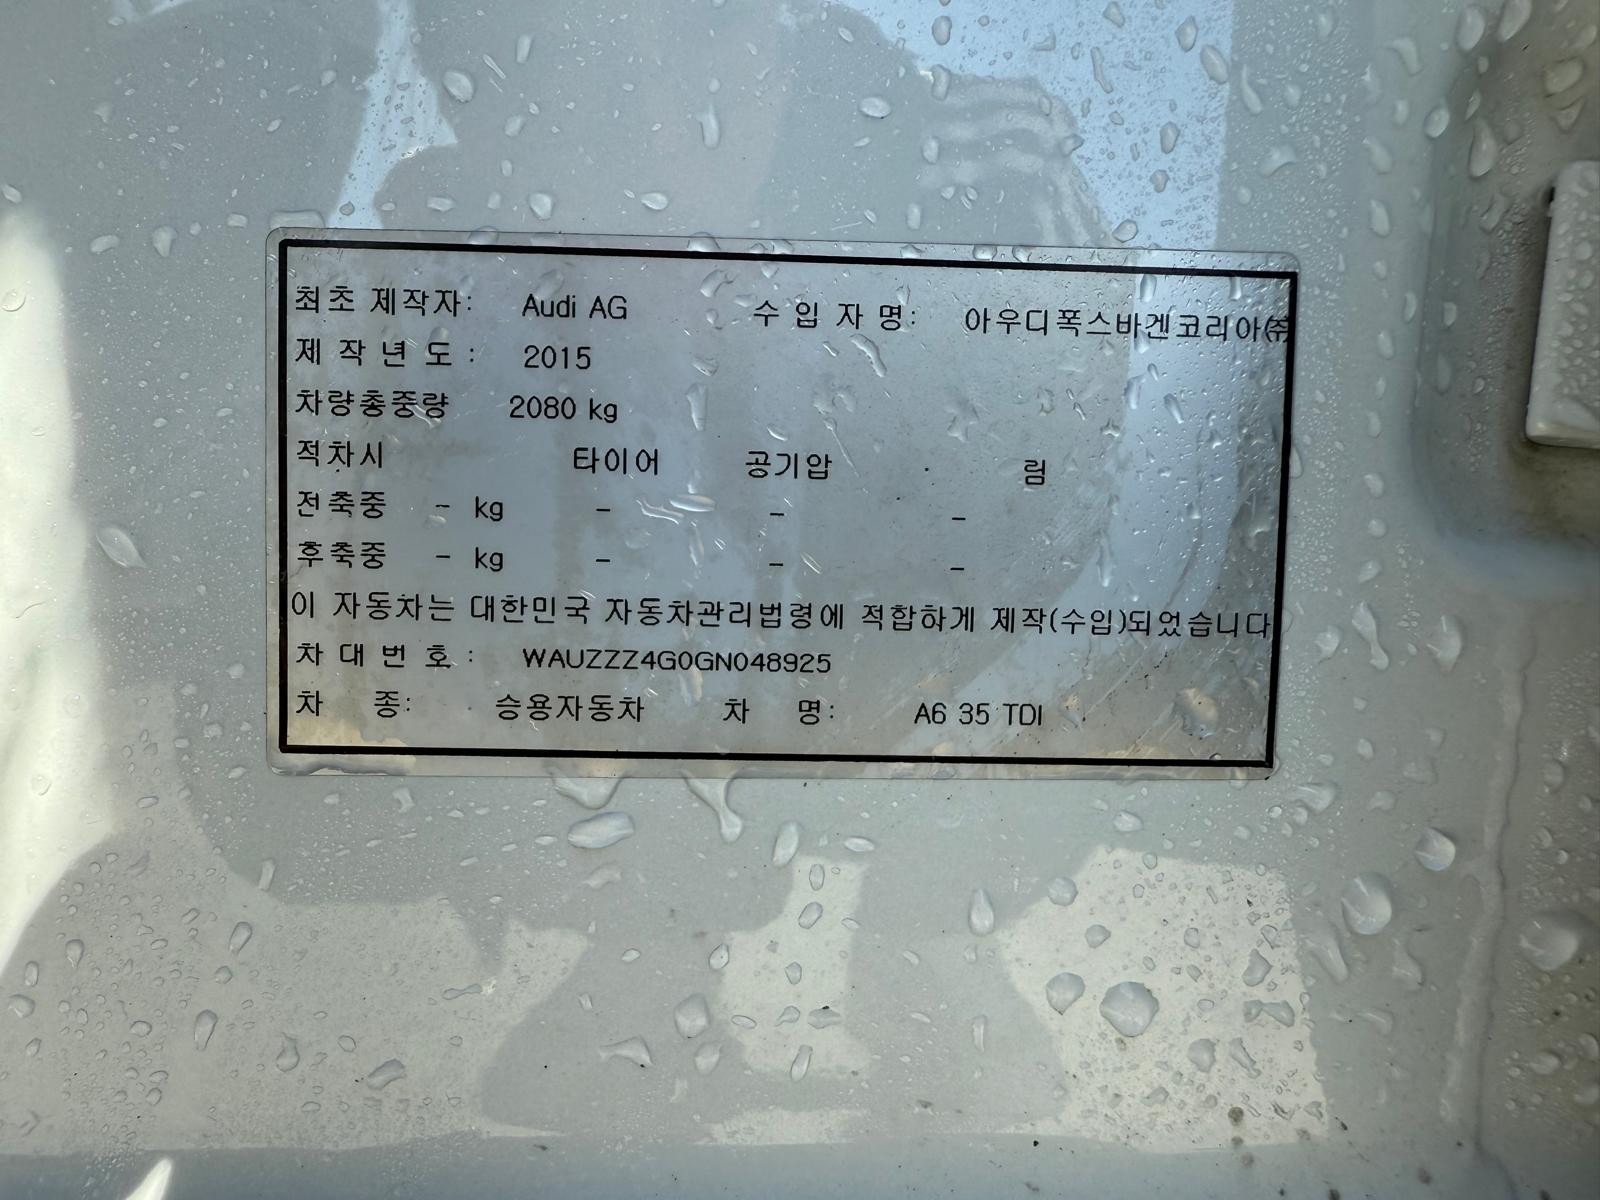 최초 제작자: Audi AG 수 입 자 명: 아우디폭스바겐코리아㈜
제 작 년 도 : 2015
차량총중량 2080 kg
적차시 타이어 공기압 림
전축중 - kg - - -
후축중 - kg - - -
이 자동차는 대한민국 자동차관리법령에 적합하게 제작(수입)되었습니다
차 대 번 호 : WAUZZZ4G0GN048925
차 종: 승용자동차 차 명: A6 35 TDI